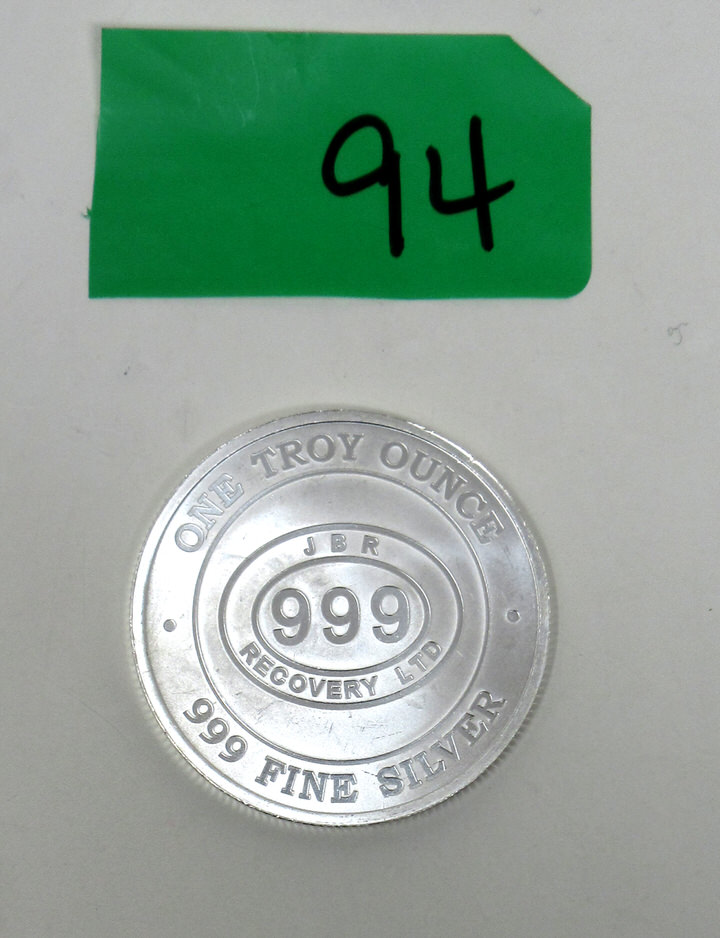 94
ONE TROY OUNCE
JBR
999
RECOVERY LTD
999 FINE SILVER